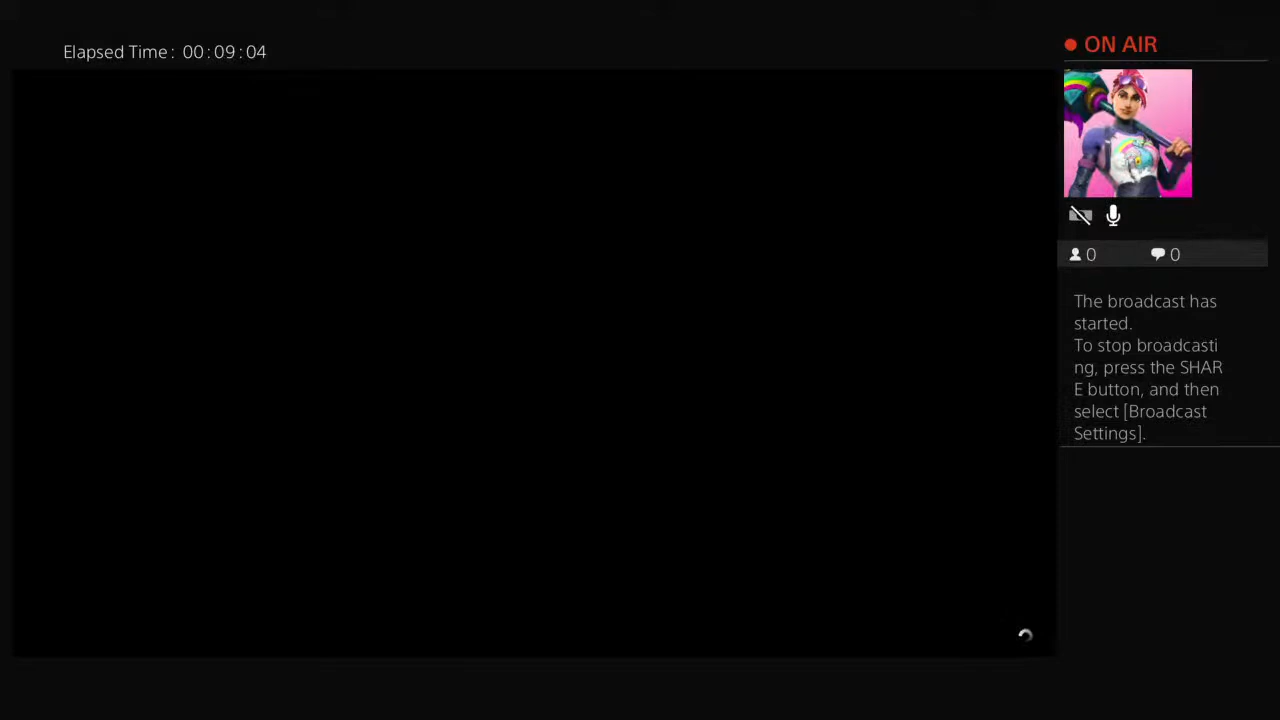 Elapsed Time: 00:09:04
ON AIR
0 0
The broadcast has
started.
To stop broadcasti
ng, press the SHAR
E button, and then
select [Broadcast
Settings].